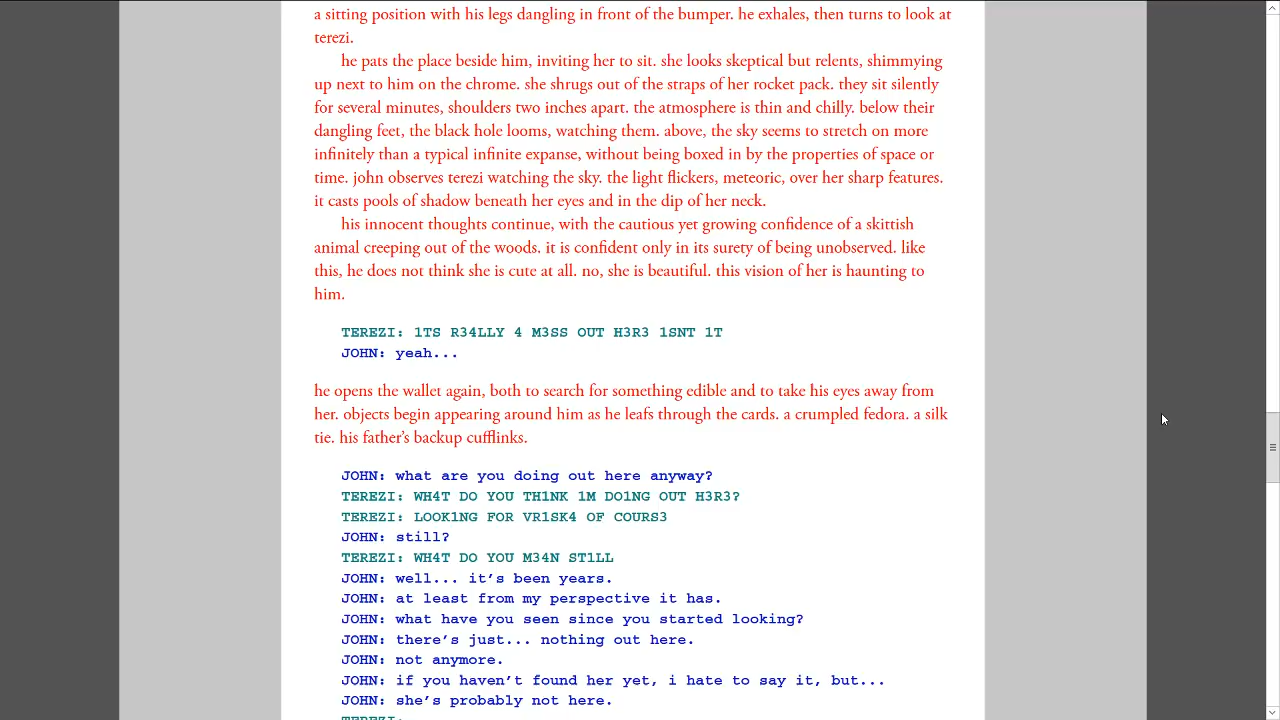 a sitting position with his legs dangling in front of the bumper. he exhales, then turns to look at
terezi.
he pats the place beside him, inviting her to sit. she looks skeptical but relents, shimmying
up next to him on the chrome. she shrugs out of the straps of her rocket pack. they sit silently
for several minutes, shoulders two inches apart. the atmosphere is thin and chilly. below their
dangling feet, the black hole looms, watching them. above, the sky seems to stretch on more
infinitely than a typical infinite expanse, without being boxed in by the properties of space or
time. john observes terezi watching the sky. the light flickers, meteoric, over her sharp features.
it casts pools of shadow beneath her eyes and in the dip of her neck.
his innocent thoughts continue, with the cautious yet growing confidence of a skittish
animal creeping out of the woods. it is confident only in its surety of being unobserved. like
this, he does not think she is cute at all. no, she is beautiful. this vision of her is haunting to
him.
TEREZI: 1TS R34LLY 4 M3SS OUT H3R3 1SNT 1T
JOHN: yeah...
he opens the wallet again, both to search for something edible and to take his eyes away from
her. objects begin appearing around him as he leafs through the cards. a crumpled fedora. a silk
tie. his father’s backup cufflinks.
JOHN: what are you doing out here anyway?
TEREZI: WH4T DO YOU TH1NK 1M DO1NG OUT H3R3?
TEREZI: LOOK1NG FOR VR1SK4 OF COURS3
JOHN: still?
TEREZI: WH4T DO YOU M34N ST1LL
JOHN: well... it’s been years.
JOHN: at least from my perspective it has.
JOHN: what have you seen since you started looking?
JOHN: there’s just... nothing out here.
JOHN: not anymore.
JOHN: if you haven’t found her yet, i hate to say it, but...
JOHN: she’s probably not here.
TEREZI: